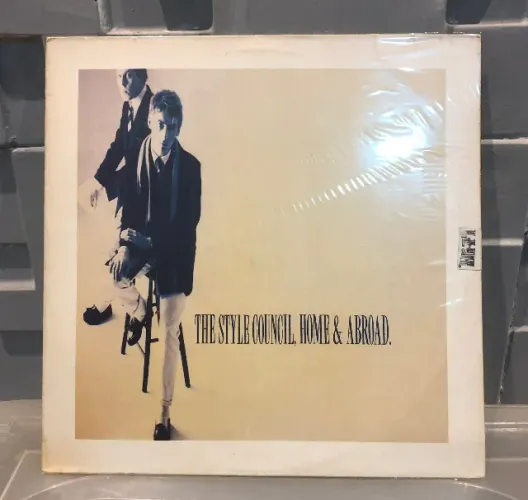 THE STYLE COUNCIL, HOME & ABROAD.